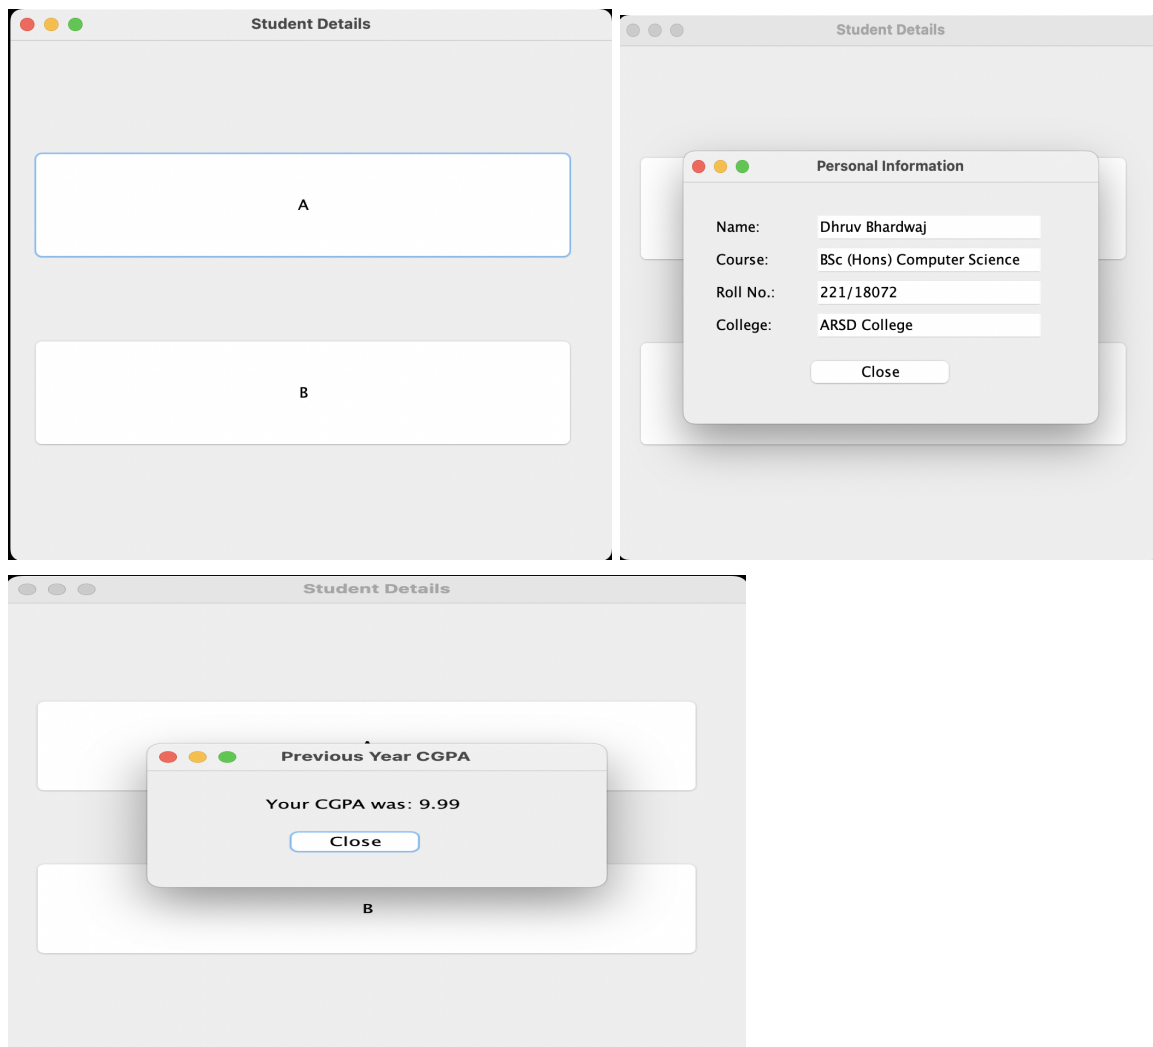 Student Details
A
B
Student Details
Personal Information
Name: Dhruv Bhardwaj
Course: BSc (Hons) Computer Science
Roll No.: 221/18072
College: ARSD College
Close
Student Details
Previous Year CGPA
Your CGPA was: 9.99
Close
B